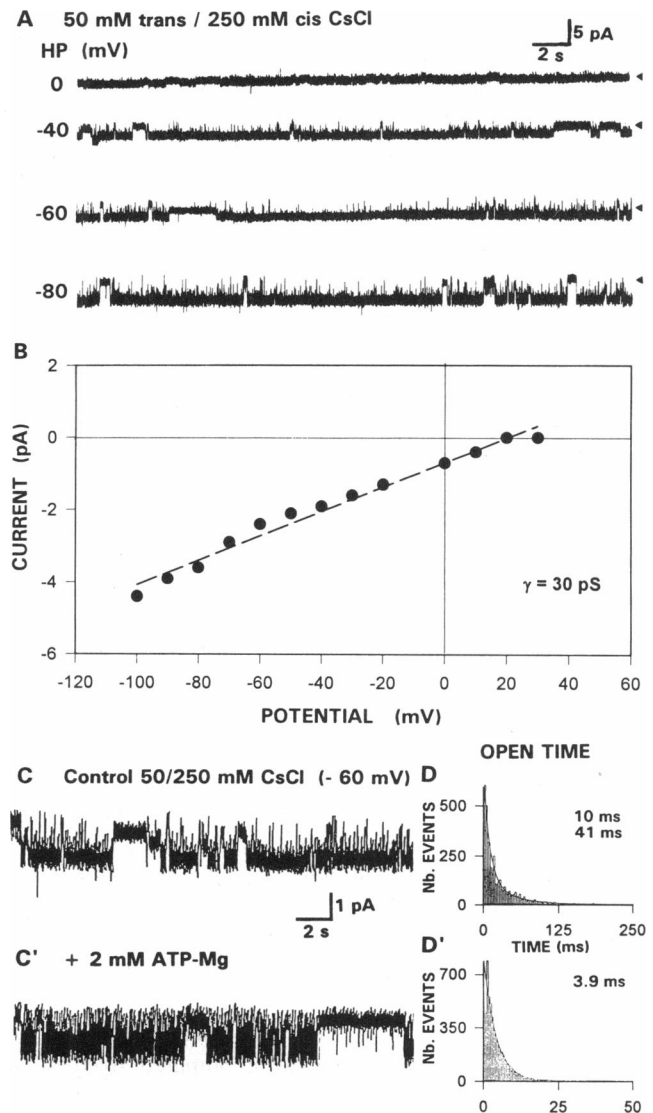 A 50 mM trans / 250 mM cis CsCl
5 pA
2 s
HP (mV)
0
-40
-60
-80
B
2
0
-2
-4
-6
CURRENT (pA)
γ = 30 pS
-120 -100 -80 -60 -40 -20 0 20 40 60
POTENTIAL (mV)
OPEN TIME
C Control 50/250 mM CsCl (- 60 mV)
1 pA
2 s
D
Nb. EVENTS
500
250
0
10 ms
41 ms
0 125 250
TIME (ms)
C' + 2 mM ATP-Mg
D'
Nb. EVENTS
700
350
0
3.9 ms
0 25 50